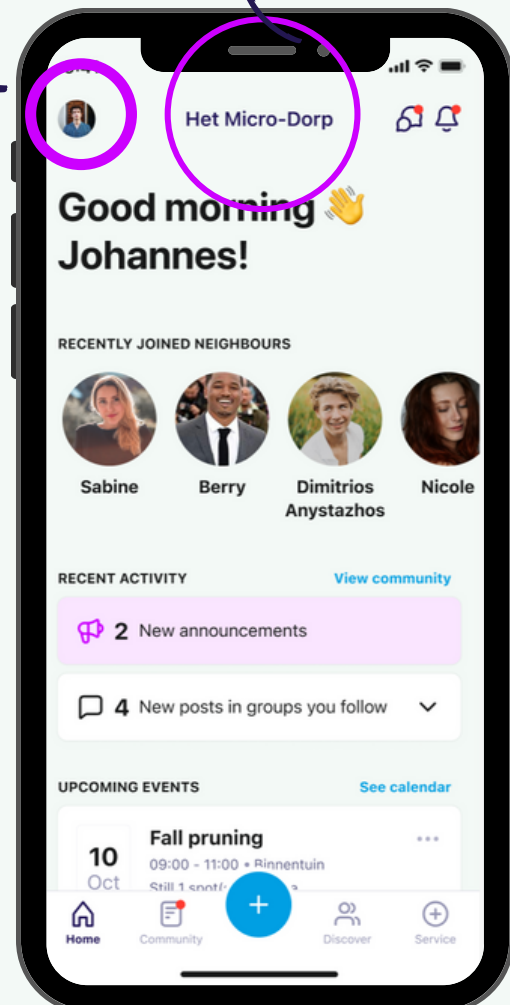 Het Micro-Dorp
Good morning 👋
Johannes!
RECENTLY JOINED NEIGHBOURS
Sabine
Berry
Dimitrios
Anystazhos
Nicole
RECENT ACTIVITY
View community
2 New announcements
4 New posts in groups you follow
UPCOMING EVENTS
See calendar
10
Oct
Fall pruning
09:00 - 11:00 • Binnentuin
Still 1
Home
Community
Discover
Service